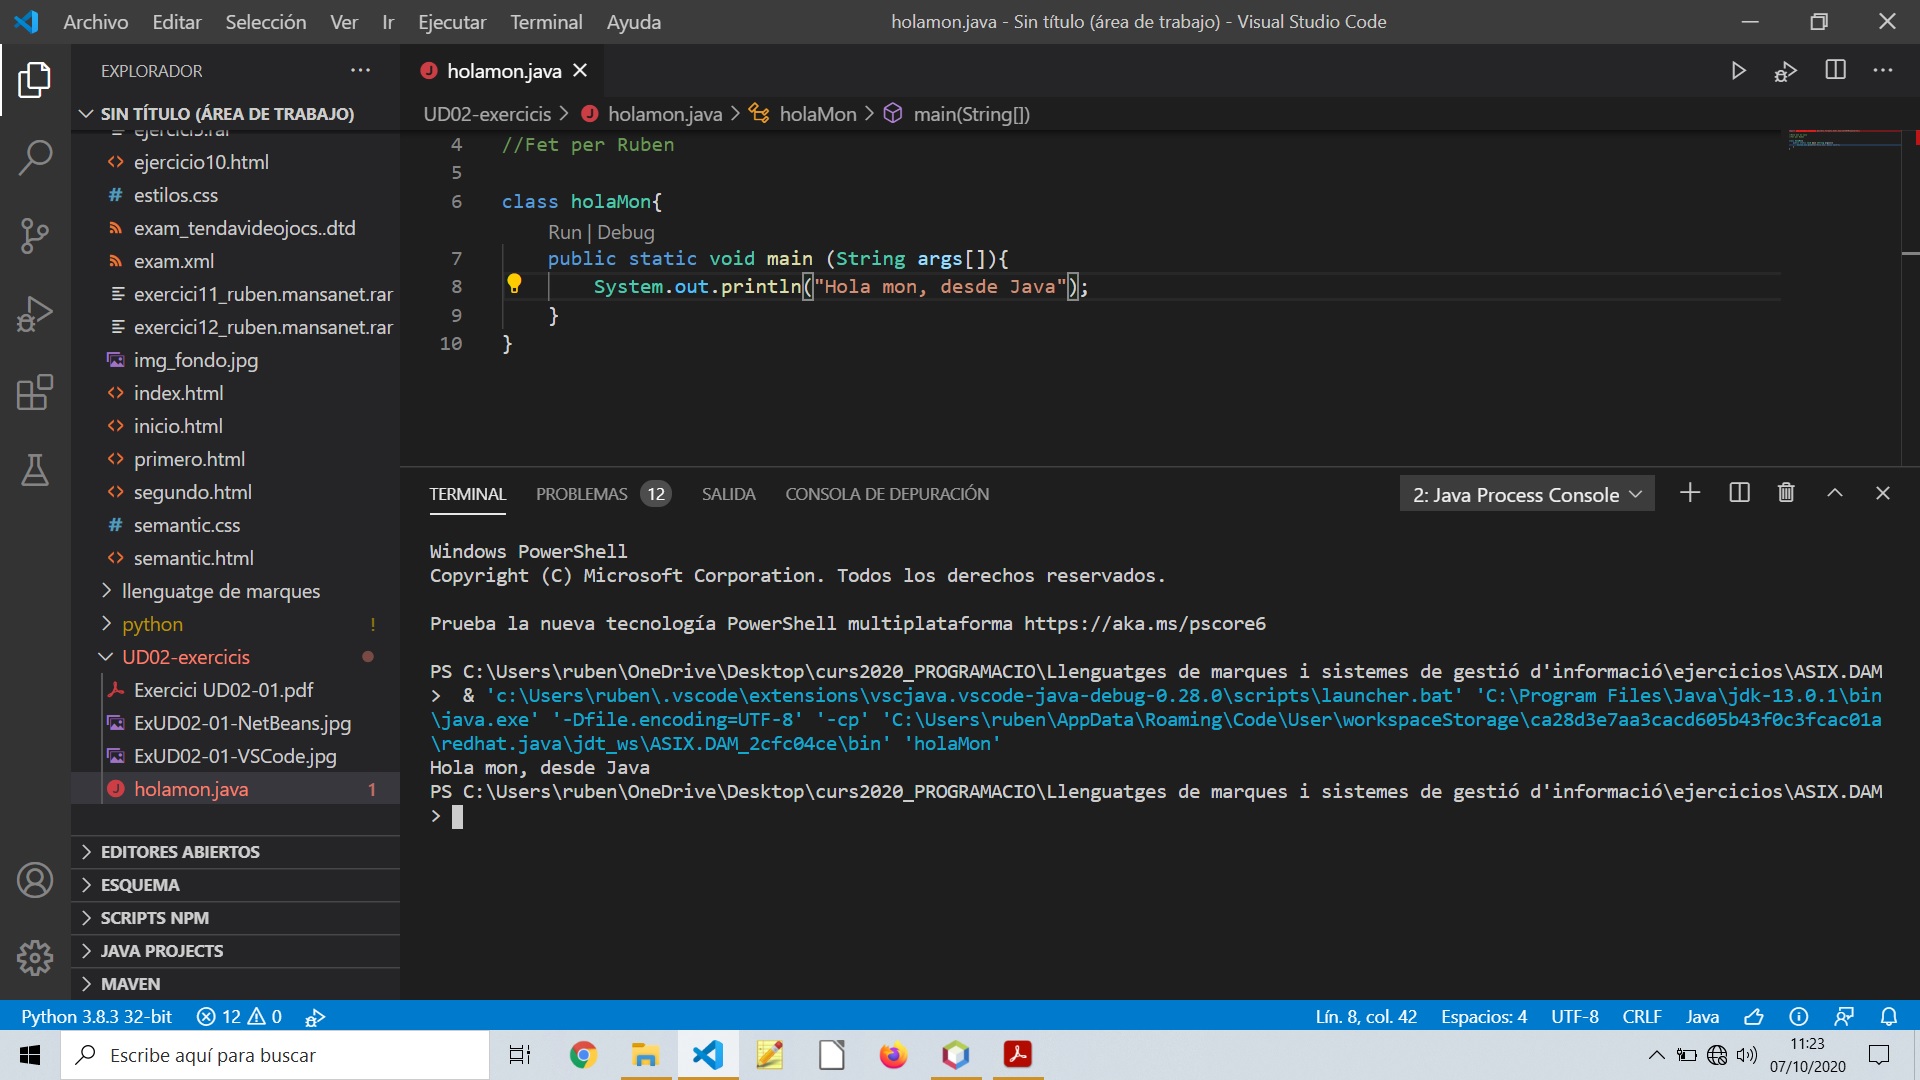 Archivo Editar Selección Ver Ir Ejecutar Terminal Ayuda
holamon.java - Sin título (área de trabajo) - Visual Studio Code
EXPLORADOR
SIN TÍTULO (ÁREA DE TRABAJO)
ejercici9.rar
ejercicio10.html
estilos.css
exam_tendavideojocs..dtd
exam.xml
exercici11_ruben.mansanet.rar
exercici12_ruben.mansanet.rar
img_fondo.jpg
index.html
inicio.html
primero.html
segundo.html
semantic.css
semantic.html
llenguatge de marques
python !
UD02-exercicis
Exercici UD02-01.pdf
ExUD02-01-NetBeans.jpg
ExUD02-01-VSCode.jpg
holamon.java 1
EDITORES ABIERTOS
ESQUEMA
SCRIPTS NPM
JAVA PROJECTS
MAVEN
holamon.java
UD02-exercicis > holamon.java > holaMon > main(String[])
4 //Fet per Ruben
5
6 class holaMon{
Run | Debug
7 public static void main (String args[]){
8 System.out.println("Hola mon, desde Java");
9 }
10 }
TERMINAL PROBLEMAS 12 SALIDA CONSOLA DE DEPURACIÓN
2: Java Process Console
Windows PowerShell
Copyright (C) Microsoft Corporation. Todos los derechos reservados.
Prueba la nueva tecnología PowerShell multiplataforma https://aka.ms/pscore6
PS C:\Users\ruben\OneDrive\Desktop\curs2020_PROGRAMACIO\Llenguatges de marques i sistemes de gestió d'informació\ejercicios\ASIX.DAM
> & 'c:\Users\ruben\.vscode\extensions\vscjava.vscode-java-debug-0.28.0\scripts\launcher.bat' 'C:\Program Files\Java\jdk-13.0.1\bin
\java.exe' '-Dfile.encoding=UTF-8' '-cp' 'C:\Users\ruben\AppData\Roaming\Code\User\workspaceStorage\ca28d3e7aa3cacd605b43f0c3fcac01a
\redhat.java\jdt_ws\ASIX.DAM_2cfc04ce\bin' 'holaMon'
Hola mon, desde Java
PS C:\Users\ruben\OneDrive\Desktop\curs2020_PROGRAMACIO\Llenguatges de marques i sistemes de gestió d'informació\ejercicios\ASIX.DAM
>
Python 3.8.3 32-bit 12 0
Lín. 8, col. 42 Espacios: 4 UTF-8 CRLF Java
Escribe aquí para buscar
11:23
07/10/2020